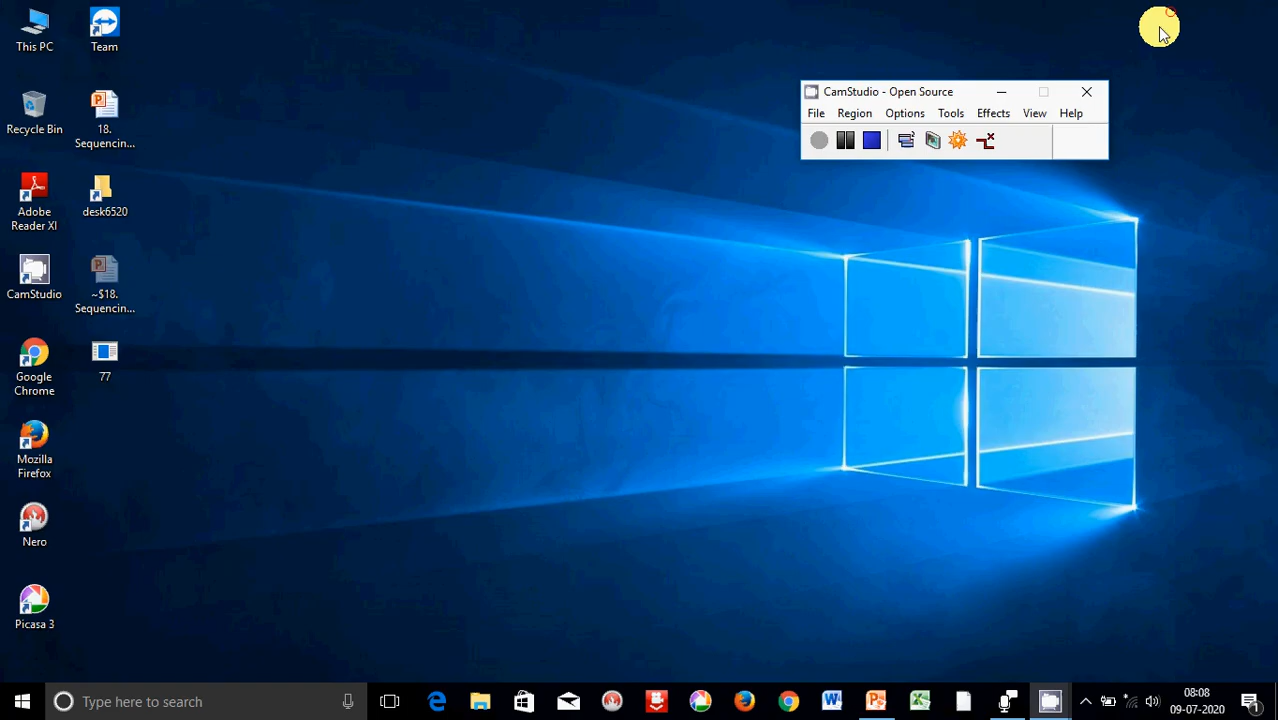 This PC
Team
Recycle Bin
18.
Sequencin...
Adobe
Reader XI
desk6520
CamStudio
~$18.
Sequencin...
Google
Chrome
77
Mozilla
Firefox
Nero
Picasa 3
CamStudio - Open Source
File Region Options Tools Effects View Help
Type here to search
08:08
09-07-2020
1